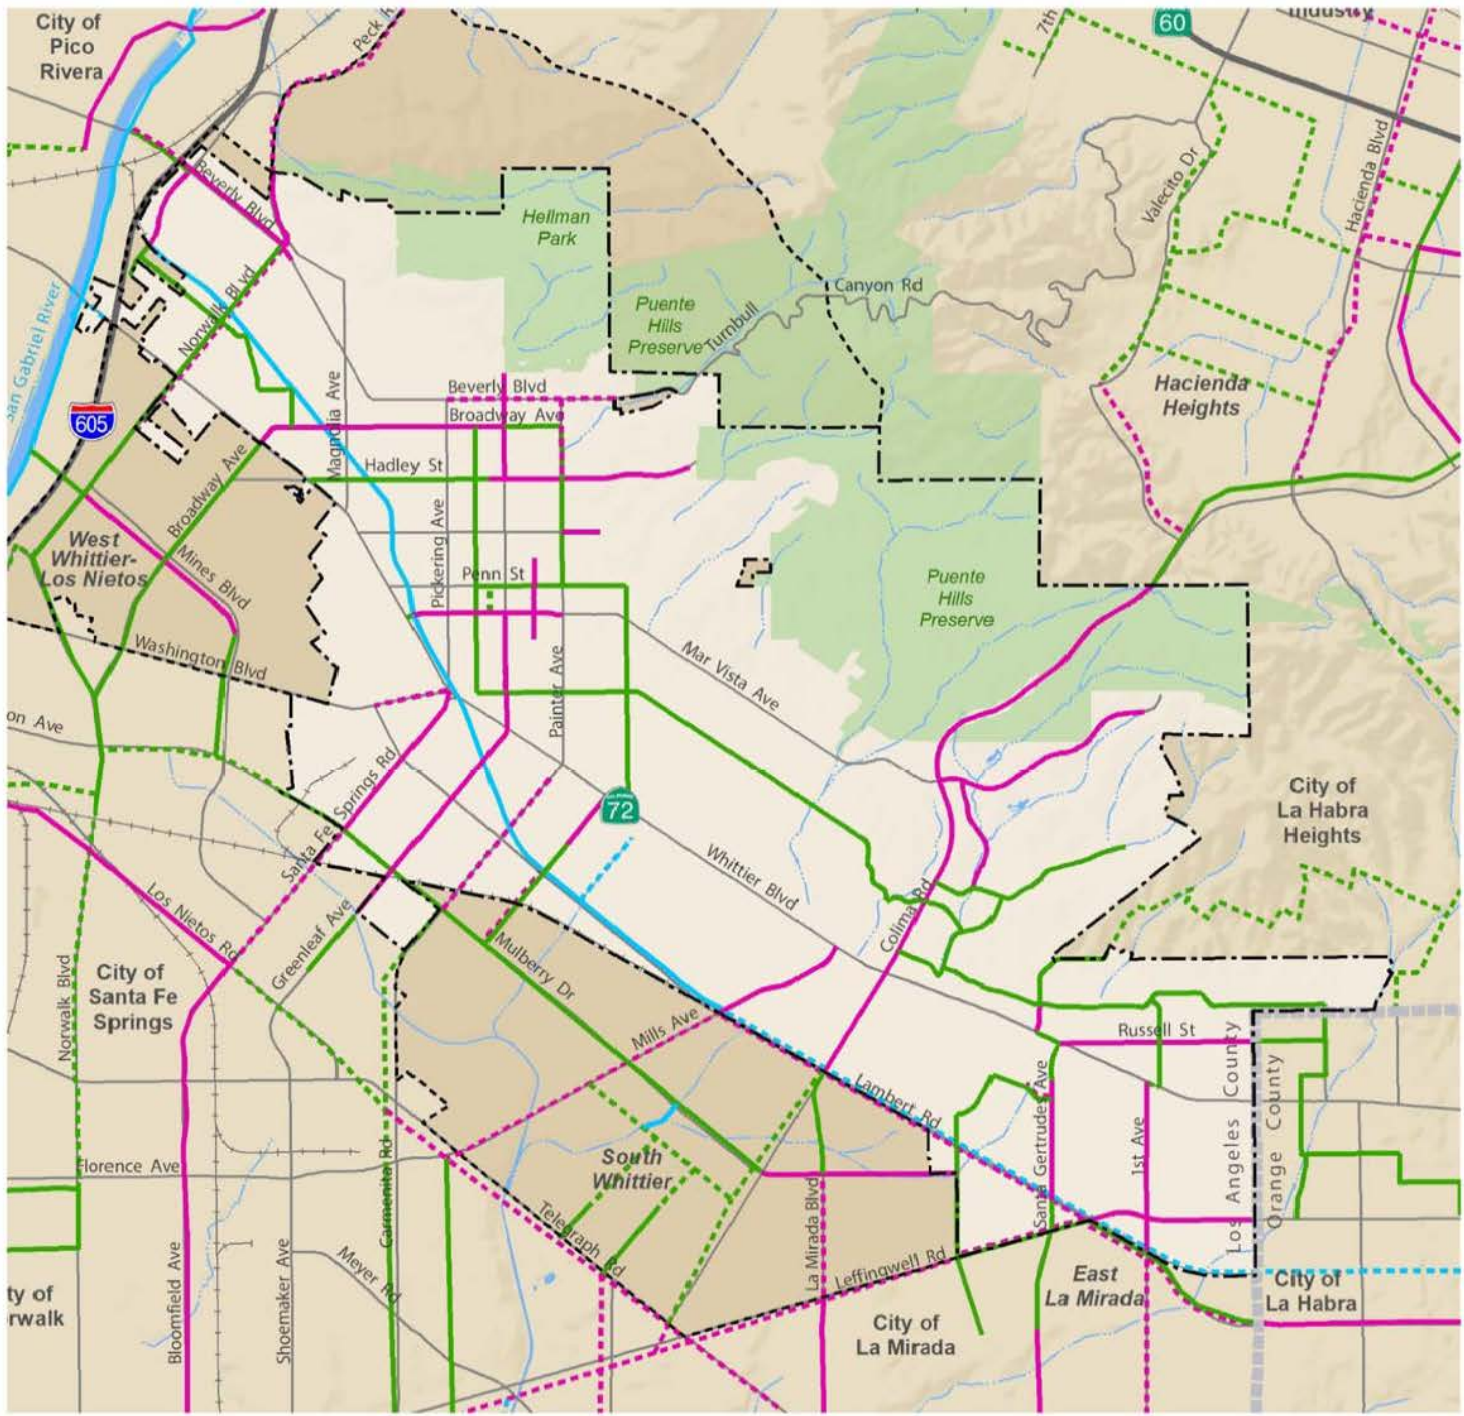 City of
Pico
Rivera
Peck
7th
60
Industry
Beverly Blvd
Hellman
Park
Valecito Dr
Hacienda Blvd
Canyon Rd
Turnbull
Puente
Hills
Preserve
San Gabriel River
Norwalk Blvd
605
Magnolia Ave
Beverly Blvd
Broadway Ave
Hacienda
Heights
Hadley St
Broadway Ave
West
Whittier-
Los Nietos
Mines Blvd
Pickering Ave
Penn St
Puente
Hills
Preserve
Washington Blvd
Painter Ave
Mar Vista Ave
on Ave
Santa Fe Springs Rd
72
City of
La Habra
Heights
Whittier Blvd
Los Nietos Rd
Greenleaf Ave
Colima Rd
Mulberry Dr
City of
Santa Fe
Springs
Norwalk Blvd
Mills Ave
Russell St
Lambert Rd
Los Angeles County
Orange County
Santa Gertrudes Ave
1st Ave
Florence Ave
Carmenita Rd
South
Whittier
La Mirada Blvd
Telegraph Rd
Leffingwell Rd
Bloomfield Ave
Shoemaker Ave
Meyer Rd
ty of
rwalk
East
La Mirada
City of
La Habra
City of
La Mirada